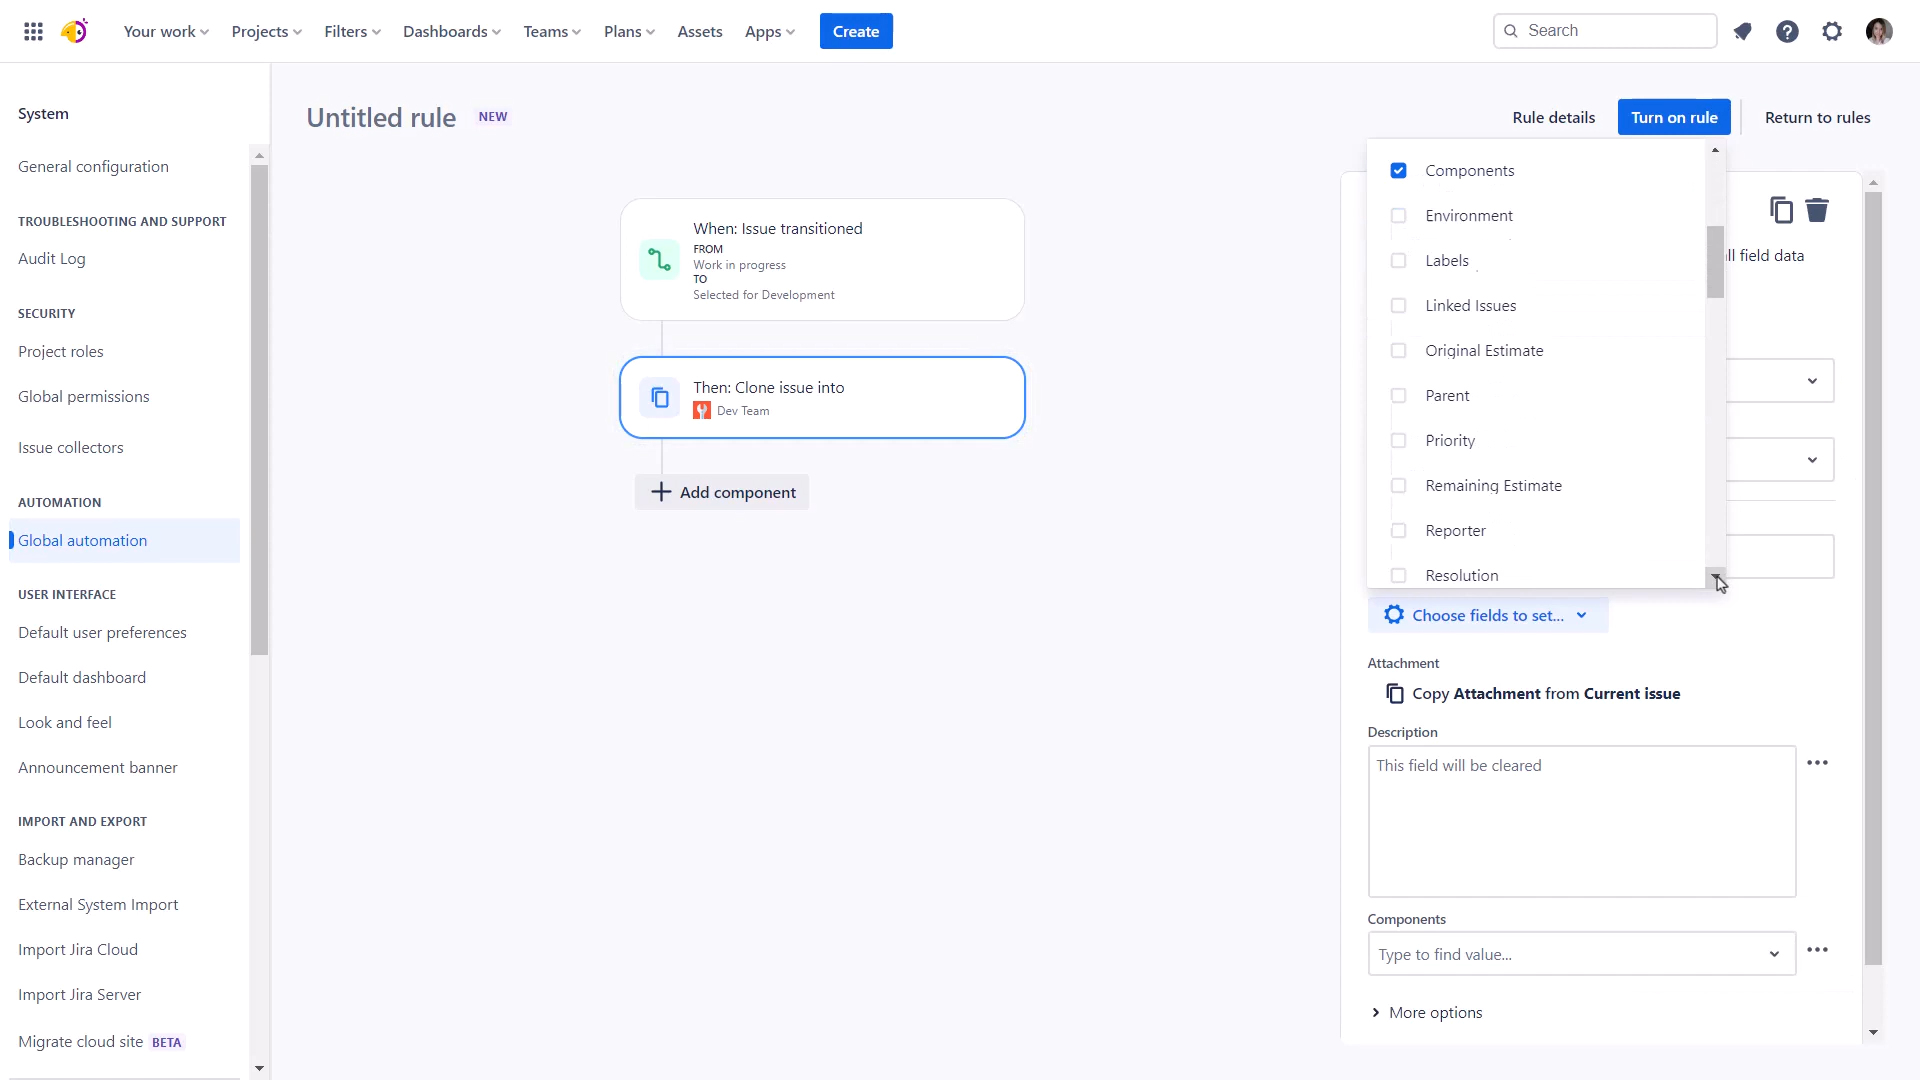 Your work
Projects
Filters
Dashboards
Teams
Plans
Assets
Apps
Create
Search
System
General configuration
TROUBLESHOOTING AND SUPPORT
Audit Log
SECURITY
Project roles
Global permissions
Issue collectors
AUTOMATION
Global automation
USER INTERFACE
Default user preferences
Default dashboard
Look and feel
Announcement banner
IMPORT AND EXPORT
Backup manager
External System Import
Import Jira Cloud
Import Jira Server
Migrate cloud site BETA
Untitled rule NEW
Rule details
Turn on rule
Return to rules
When: Issue transitioned
FROM
Work in progress
TO
Selected for Development
Then: Clone issue into
Dev Team
Add component
Components
Environment
Labels
Linked Issues
Original Estimate
Parent
Priority
Remaining Estimate
Reporter
Resolution
field data
Choose fields to set...
Attachment
Copy Attachment from Current issue
Description
This field will be cleared
Components
Type to find value...
More options